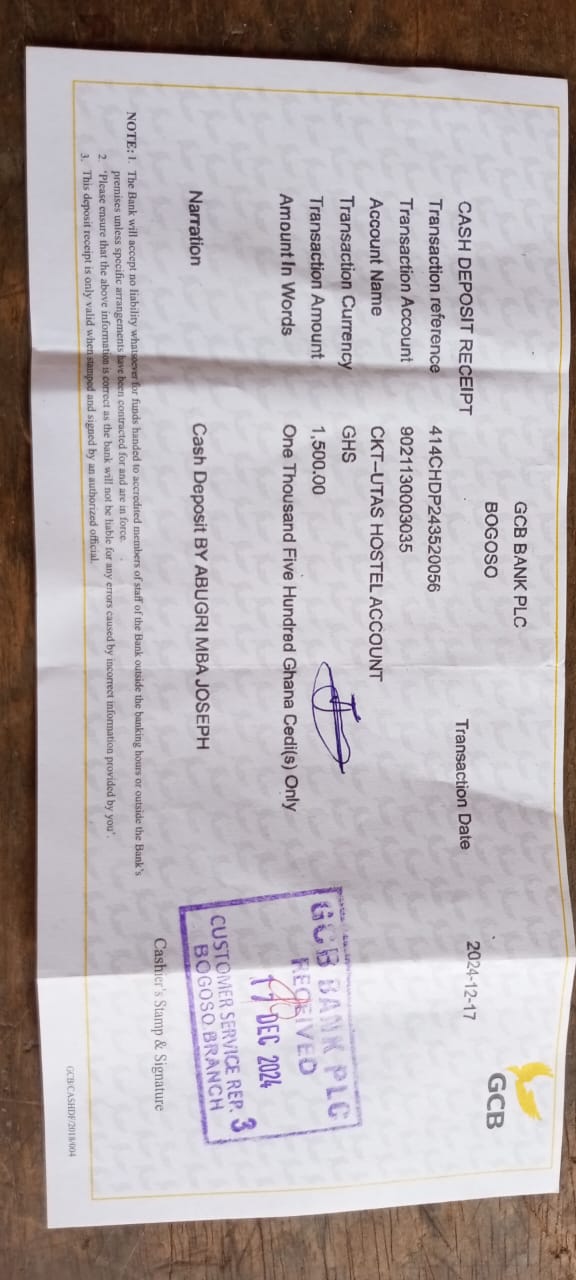 GCB BANK PLC
BOGOSO
GCB
CASH DEPOSIT RECEIPT Transaction Date 2024-12-17
Transaction reference 414CHDP243520056
Transaction Account 9021130003035
Account Name CKT-UTAS HOSTEL ACCOUNT
Transaction Currency GHS
Transaction Amount 1,500.00
Amount In Words One Thousand Five Hundred Ghana Cedi(s) Only
Narration Cash Deposit BY ABUGRI MBA JOSEPH
GCB BANK PLC
RECEIVED
17 DEC 2024
CUSTOMER SERVICE REP. 3
BOGOSO BRANCH
Cashier's Stamp & Signature
NOTE: 1. The Bank will accept no liability whatsoever for funds handed to accredited members of staff of the Bank outside the banking hours or outside the Bank's
premises unless specific arrangements have been contracted for and are in force.
2. 'Please ensure that the above information is correct as the bank will not be liable for any errors caused by incorrect information provided by you'.
3. This deposit receipt is only valid when stamped and signed by an authorized official.
GCB/CASHDP/2018/004